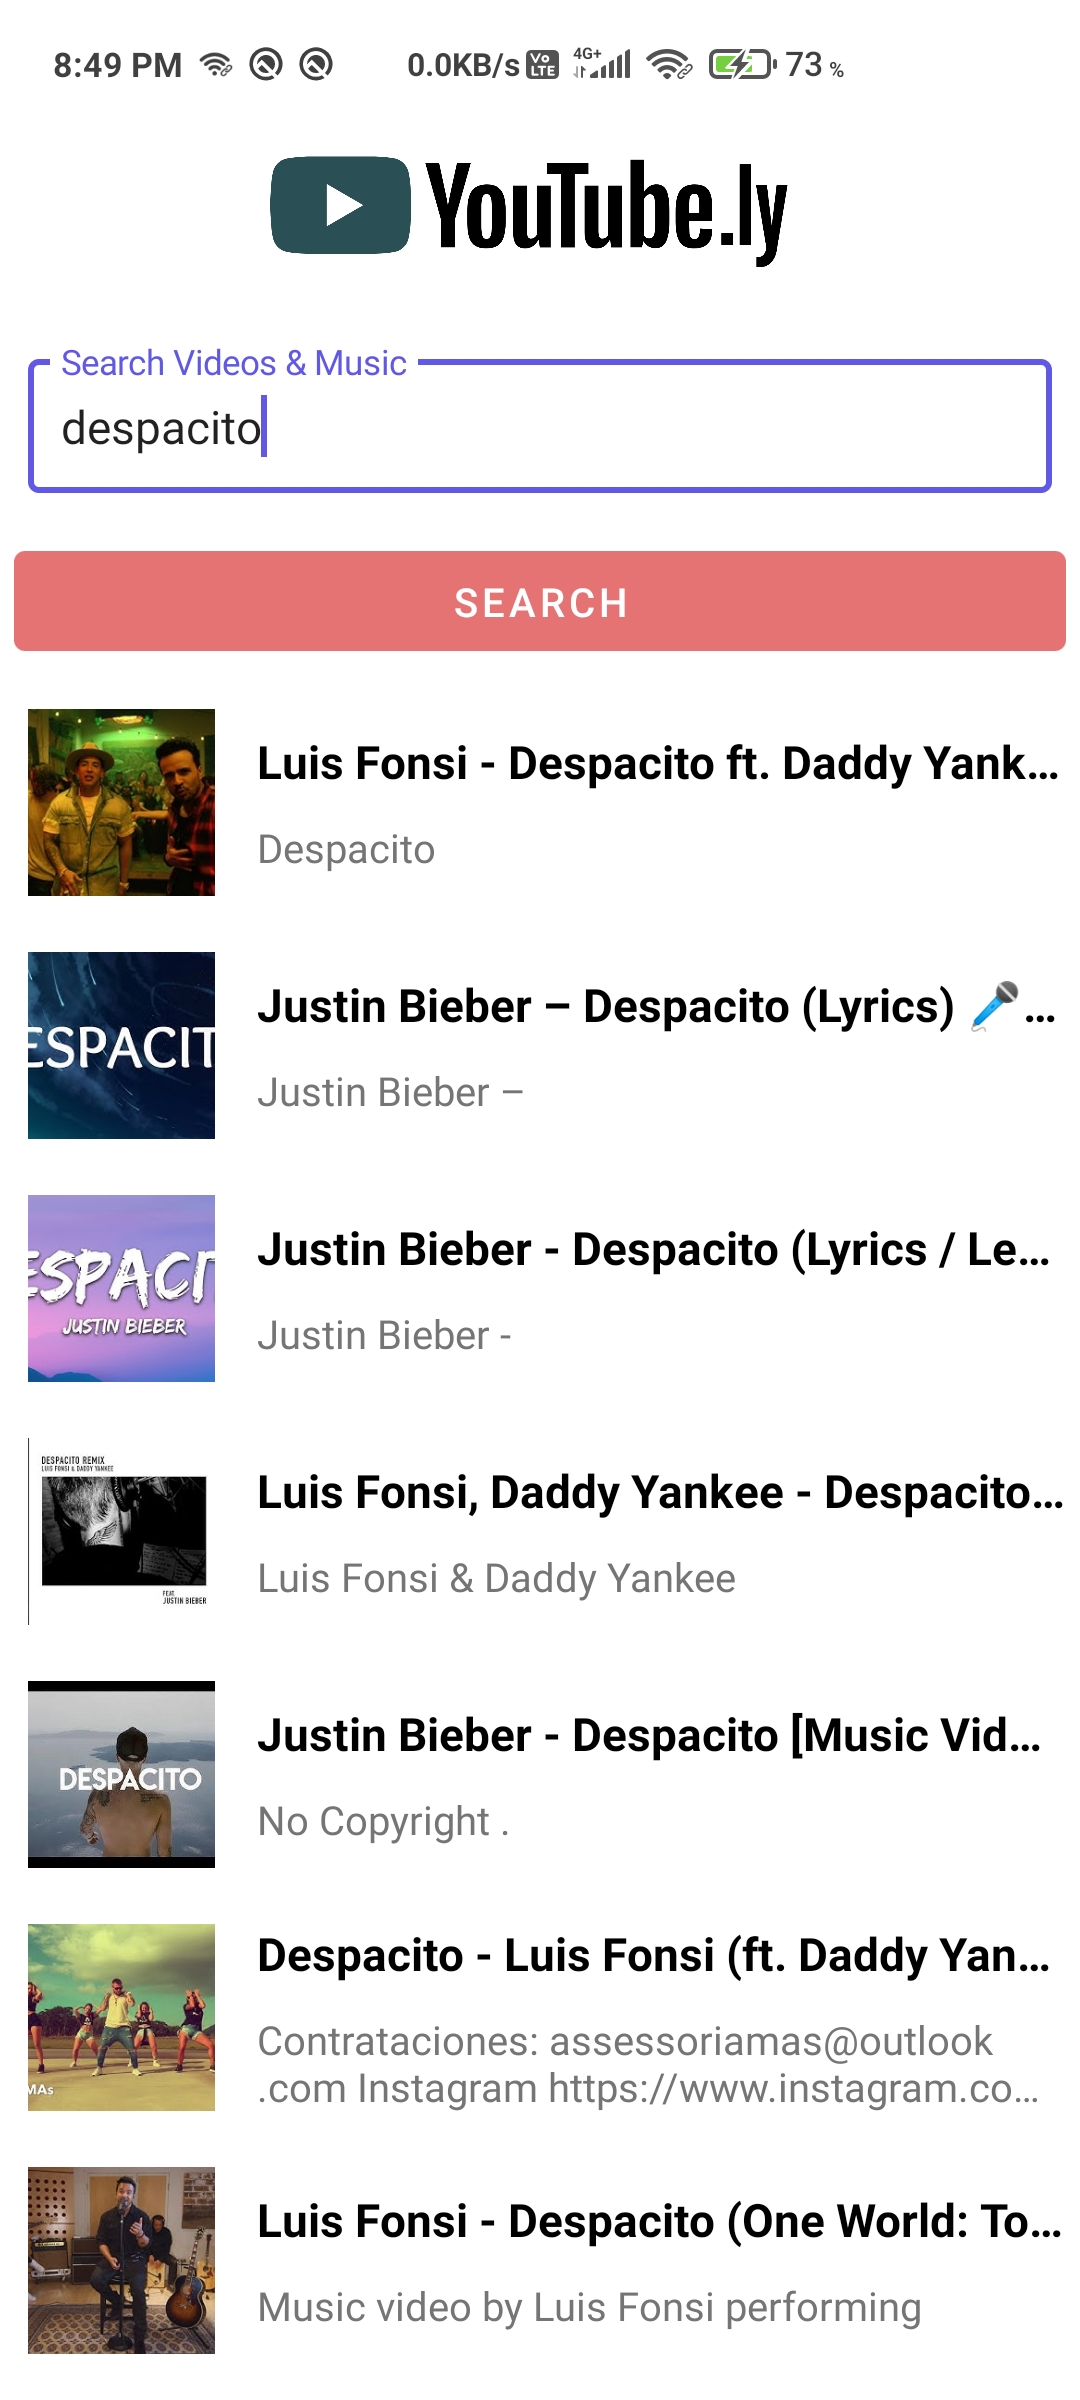 8:49 PM 0.0KB/s VoLTE 4G+ 73 %
YouTube.ly
Search Videos & Music
despacito
SEARCH
Luis Fonsi - Despacito ft. Daddy Yank...
Despacito
ESPACIT
Justin Bieber – Despacito (Lyrics) 🎤...
Justin Bieber –
ESPACIT
JUSTIN BIEBER
Justin Bieber - Despacito (Lyrics / Le...
Justin Bieber -
DESPACITO REMIX
LUIS FONSI & DADDY YANKEE
FEAT.
JUSTIN BIEBER
Luis Fonsi, Daddy Yankee - Despacito...
Luis Fonsi & Daddy Yankee
DESPACITO
Justin Bieber - Despacito [Music Vid...
No Copyright .
MAs
Despacito - Luis Fonsi (ft. Daddy Yan...
Contrataciones: assessoriamas@outlook
.com Instagram https://www.instagram.co...
Luis Fonsi - Despacito (One World: To...
Music video by Luis Fonsi performing